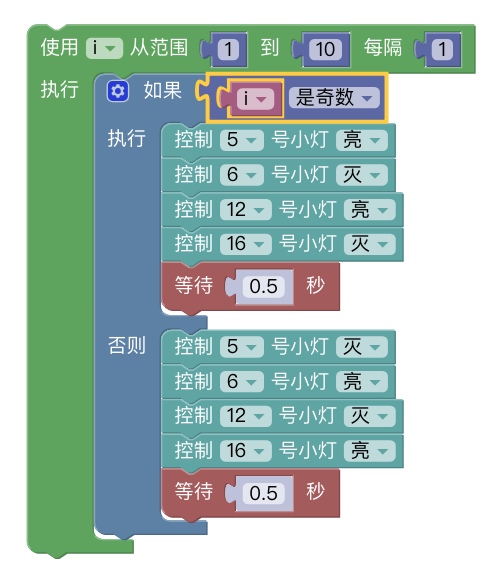 使用 i 从范围 1 到 10 每隔 1
执行 如果 i 是奇数
执行 控制 5 号小灯 亮
控制 6 号小灯 灭
控制 12 号小灯 亮
控制 16 号小灯 灭
等待 0.5 秒
否则 控制 5 号小灯 灭
控制 6 号小灯 亮
控制 12 号小灯 灭
控制 16 号小灯 亮
等待 0.5 秒